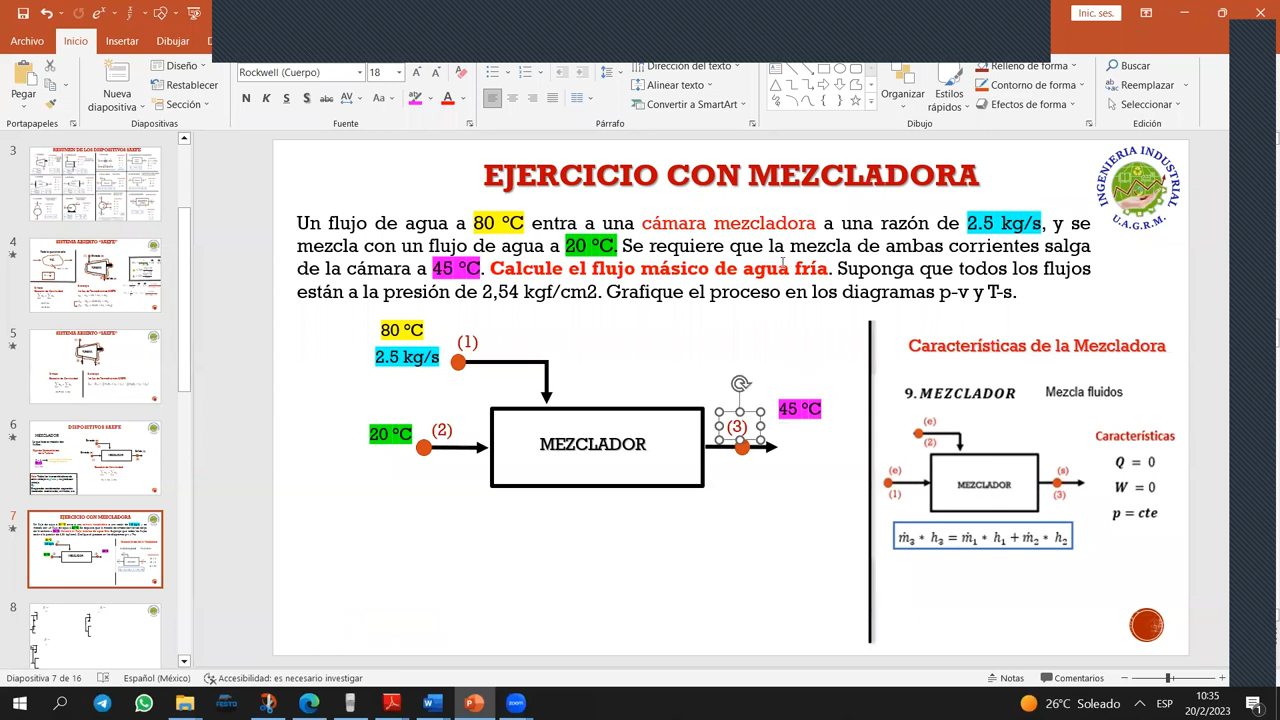 Inic. ses.
Archivo
Inicio
Insertar
Dibujar
Diseño
Restablecer
Sección
Pegar
Nueva
diapositiva
Rockwell (Cuerpo)
18
Dirección del texto
Alinear texto
Convertir a SmartArt
Organizar
Estilos
rápidos
Relleno de forma
Contorno de forma
Efectos de forma
Buscar
Reemplazar
Seleccionar
Portapapeles
Diapositivas
Fuente
Párrafo
Dibujo
Edición
3
4
5
6
7
8
EJERCICIO CON MEZCLADORA
INGENIERIA INDUSTRIAL
U.A.G.R.M.
Un flujo de agua a 80 °C entra a una cámara mezcladora a una razón de 2.5 kg/s, y se
mezcla con un flujo de agua a 20 °C. Se requiere que la mezcla de ambas corrientes salga
de la cámara a 45 °C. Calcule el flujo másico de agua fría. Suponga que todos los flujos
están a la presión de 2,54 kgf/cm2. Grafique el proceso en los diagramas p-v y T-s.
80 °C
2.5 kg/s
(1)
20 °C
(2)
MEZCLADOR
(3)
45 °C
Características de la Mezcladora
9. MEZCLADOR
Mezcla fluidos
(e)
(2)
(e)
(1)
MEZCLADOR
(s)
(3)
Características
Q = 0
W = 0
p = cte
ṁ₃ * h₃ = ṁ₁ * h₁ + ṁ₂ * h₂
Diapositiva 7 de 16
Español (México)
Accesibilidad: es necesario investigar
Notas
Comentarios
26°C Soleado
ESP
10:35
20/2/2023